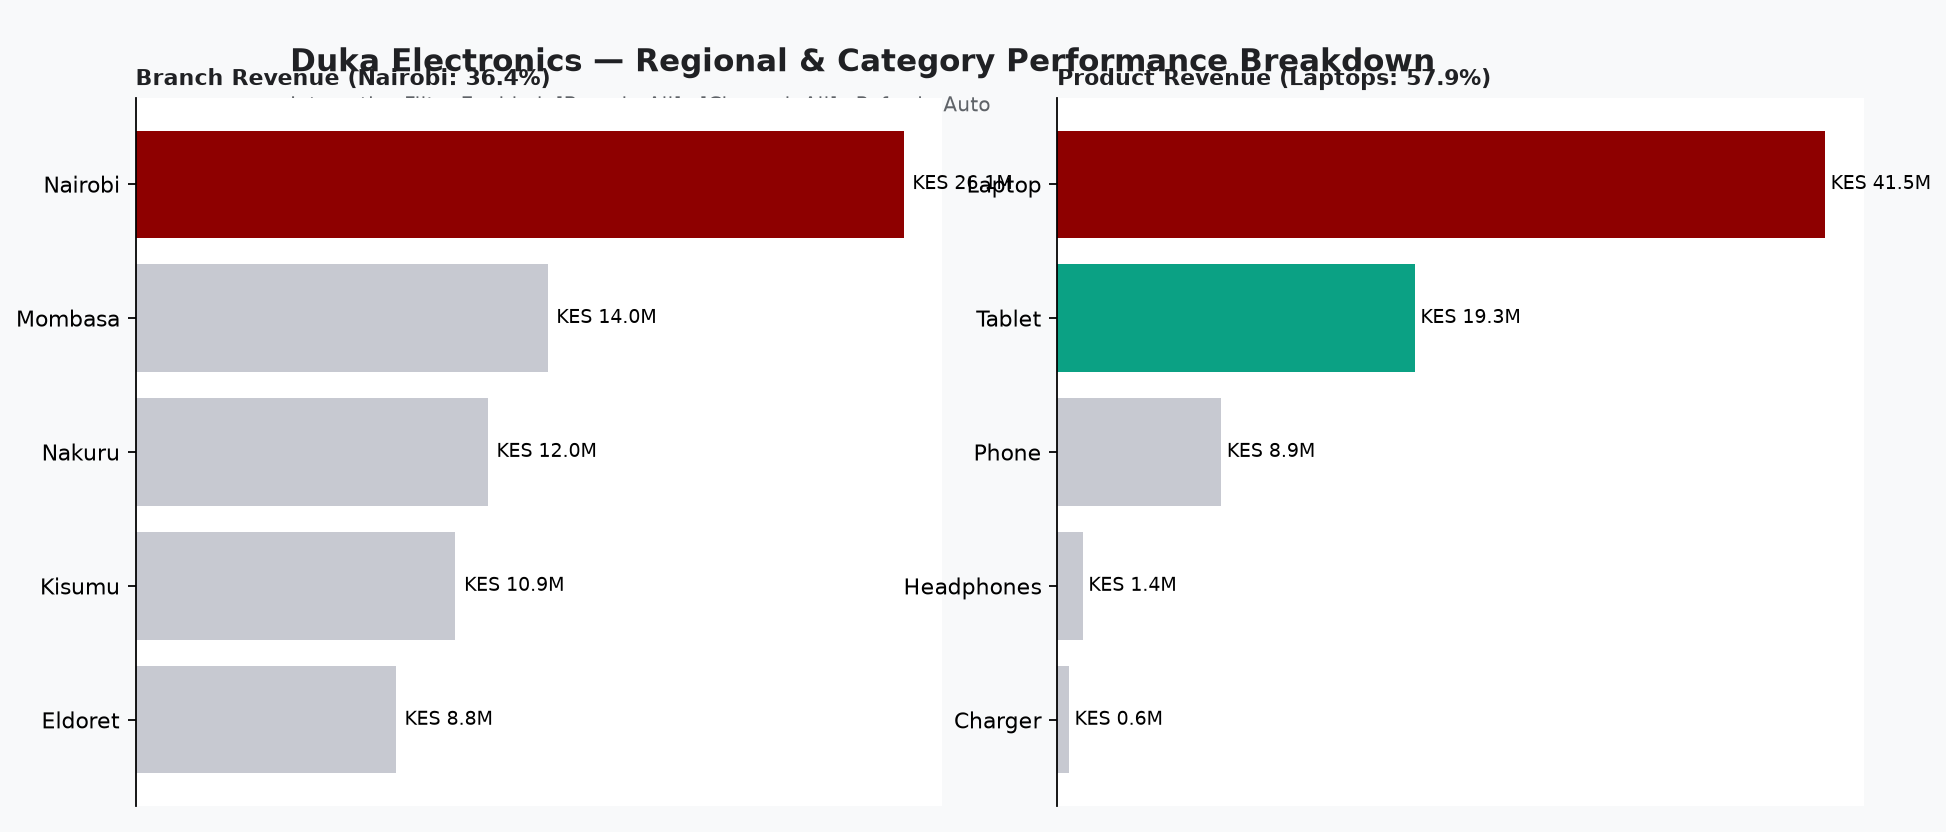 Duka Electronics — Regional & Category Performance Breakdown
Branch Revenue (Nairobi: 36.4%)
Auto
Nairobi
KES 26.1M
Mombasa
KES 14.0M
Nakuru
KES 12.0M
Kisumu
KES 10.9M
Eldoret
KES 8.8M
Product Revenue (Laptops: 57.9%)
Laptop
KES 41.5M
Tablet
KES 19.3M
Phone
KES 8.9M
Headphones
KES 1.4M
Charger
KES 0.6M